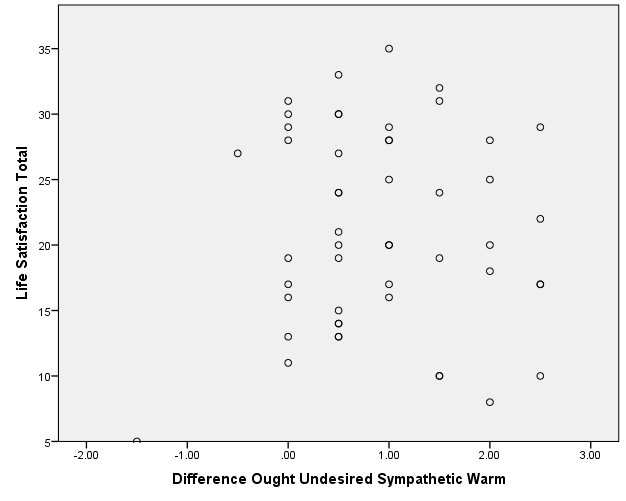 35
30
25
20
15
10
5
Life Satisfaction Total
-2.00 -1.00 .00 1.00 2.00 3.00
Difference Ought Undesired Sympathetic Warm